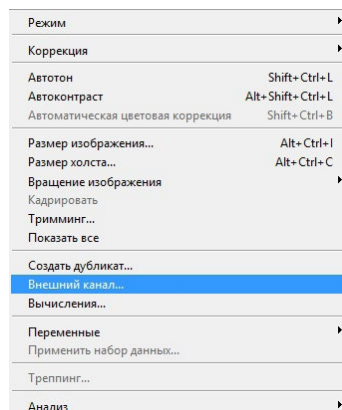 Режим
Коррекция
Автотон Shift+Ctrl+L
Автоконтраст Alt+Shift+Ctrl+L
Автоматическая цветовая коррекция Shift+Ctrl+B
Размер изображения... Alt+Ctrl+I
Размер холста... Alt+Ctrl+C
Вращение изображения
Кадрировать
Тримминг...
Показать все
Создать дубликат...
Внешний канал...
Вычисления...
Переменные
Применить набор данных...
Треппинг...
Анализ